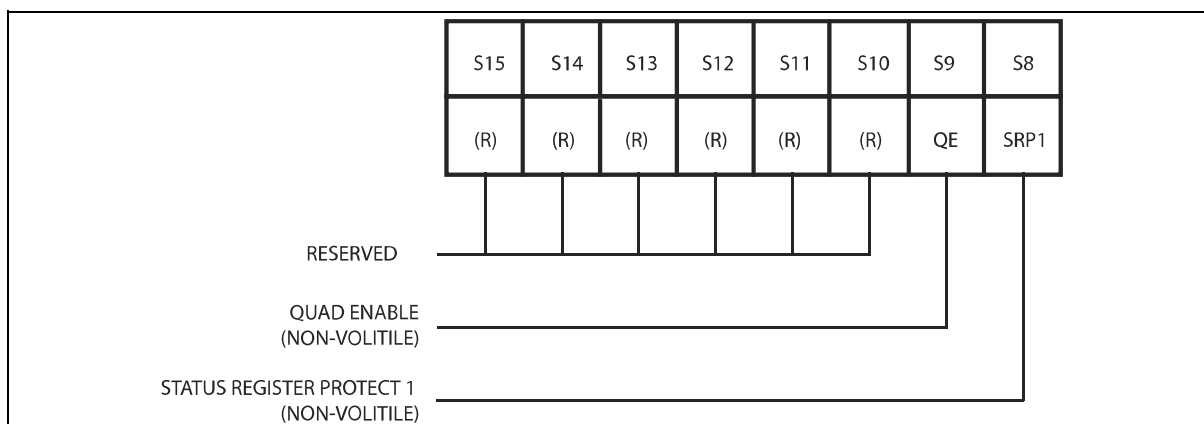 S15 S14 S13 S12 S11 S10 S9 S8
(R) (R) (R) (R) (R) (R) QE SRP1
RESERVED
QUAD ENABLE
(NON-VOLITILE)
STATUS REGISTER PROTECT 1
(NON-VOLITILE)